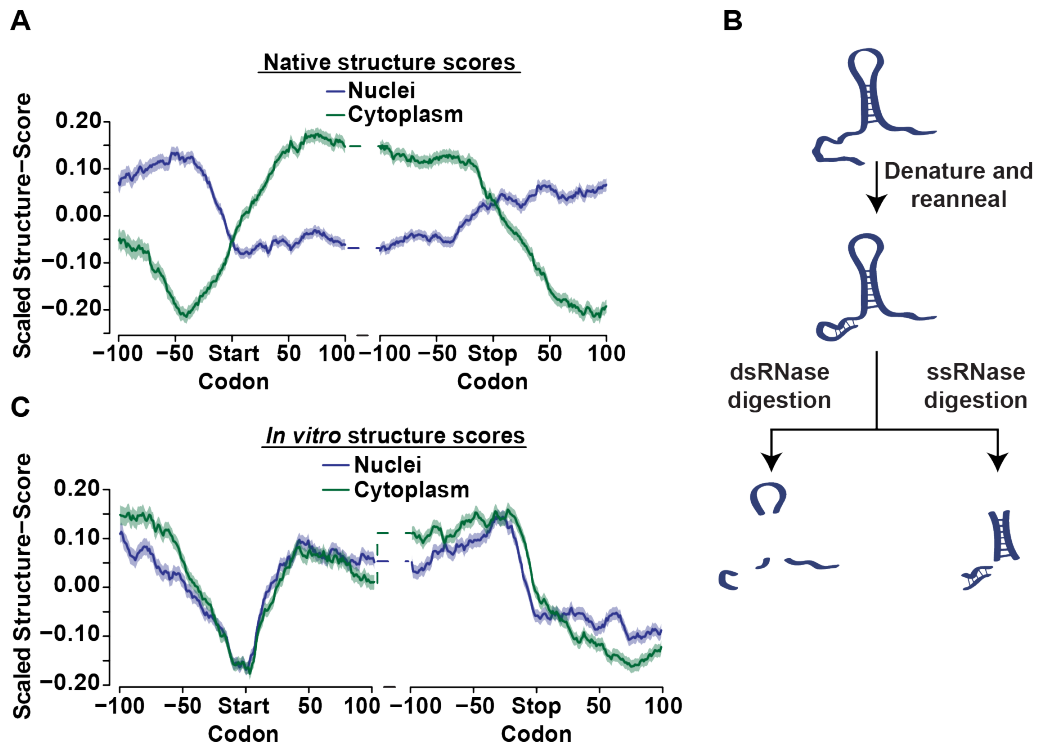 A
Native structure scores
Nuclei
Cytoplasm
Scaled Structure−Score
0.20
0.10
0.00
−0.10
−0.20
−100 −50 Start 50 100 −100 −50 Stop 50 100
Codon Codon
B
Denature and
reanneal
dsRNase
digestion
ssRNase
digestion
C
In vitro structure scores
Nuclei
Cytoplasm
Scaled Structure−Score
0.20
0.10
0.00
−0.10
−0.20
−100 −50 Start 50 100 −100 −50 Stop 50 100
Codon Codon